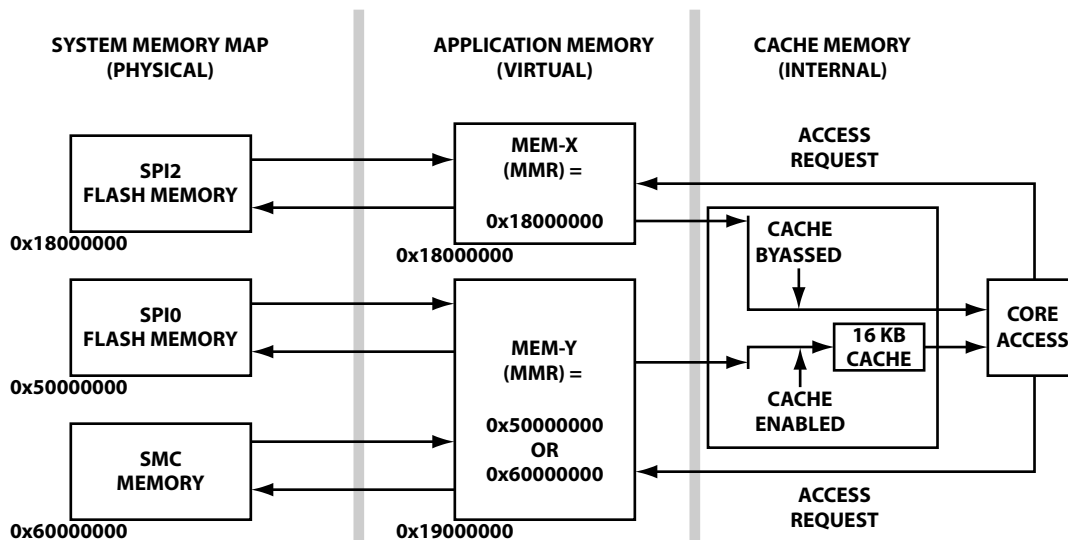 SYSTEM MEMORY MAP
(PHYSICAL)
APPLICATION MEMORY
(VIRTUAL)
CACHE MEMORY
(INTERNAL)
SPI2
FLASH MEMORY
0x18000000
SPI0
FLASH MEMORY
0x50000000
SMC
MEMORY
0x60000000
MEM-X
(MMR) =
0x18000000
0x18000000
MEM-Y
(MMR) =
0x50000000
OR
0x60000000
0x19000000
ACCESS
REQUEST
CACHE
BYASSED
16 KB
CACHE
CACHE
ENABLED
CORE
ACCESS
ACCESS
REQUEST